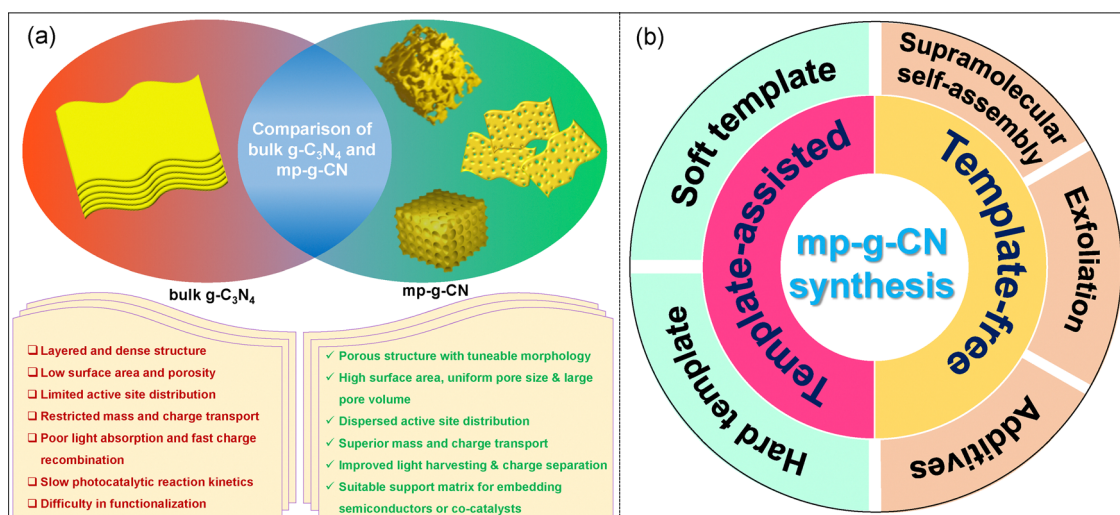 (a)
Comparison of
bulk g-C₃N₄ and
mp-g-CN
bulk g-C₃N₄
mp-g-CN
Layered and dense structure
Low surface area and porosity
Limited active site distribution
Restricted mass and charge transport
Poor light absorption and fast charge
recombination
Slow photocatalytic reaction kinetics
Difficulty in functionalization
✓ Porous structure with tuneable morphology
✓ High surface area, uniform pore size & large
pore volume
✓ Dispersed active site distribution
✓ Superior mass and charge transport
✓ Improved light harvesting & charge separation
✓ Suitable support matrix for embedding
semiconductors or co-catalysts
(b)
Soft template
Hard template
Template-assisted
mp-g-CN
synthesis
Template-free
Supramolecular
self-assembly
Exfoliation
Additives